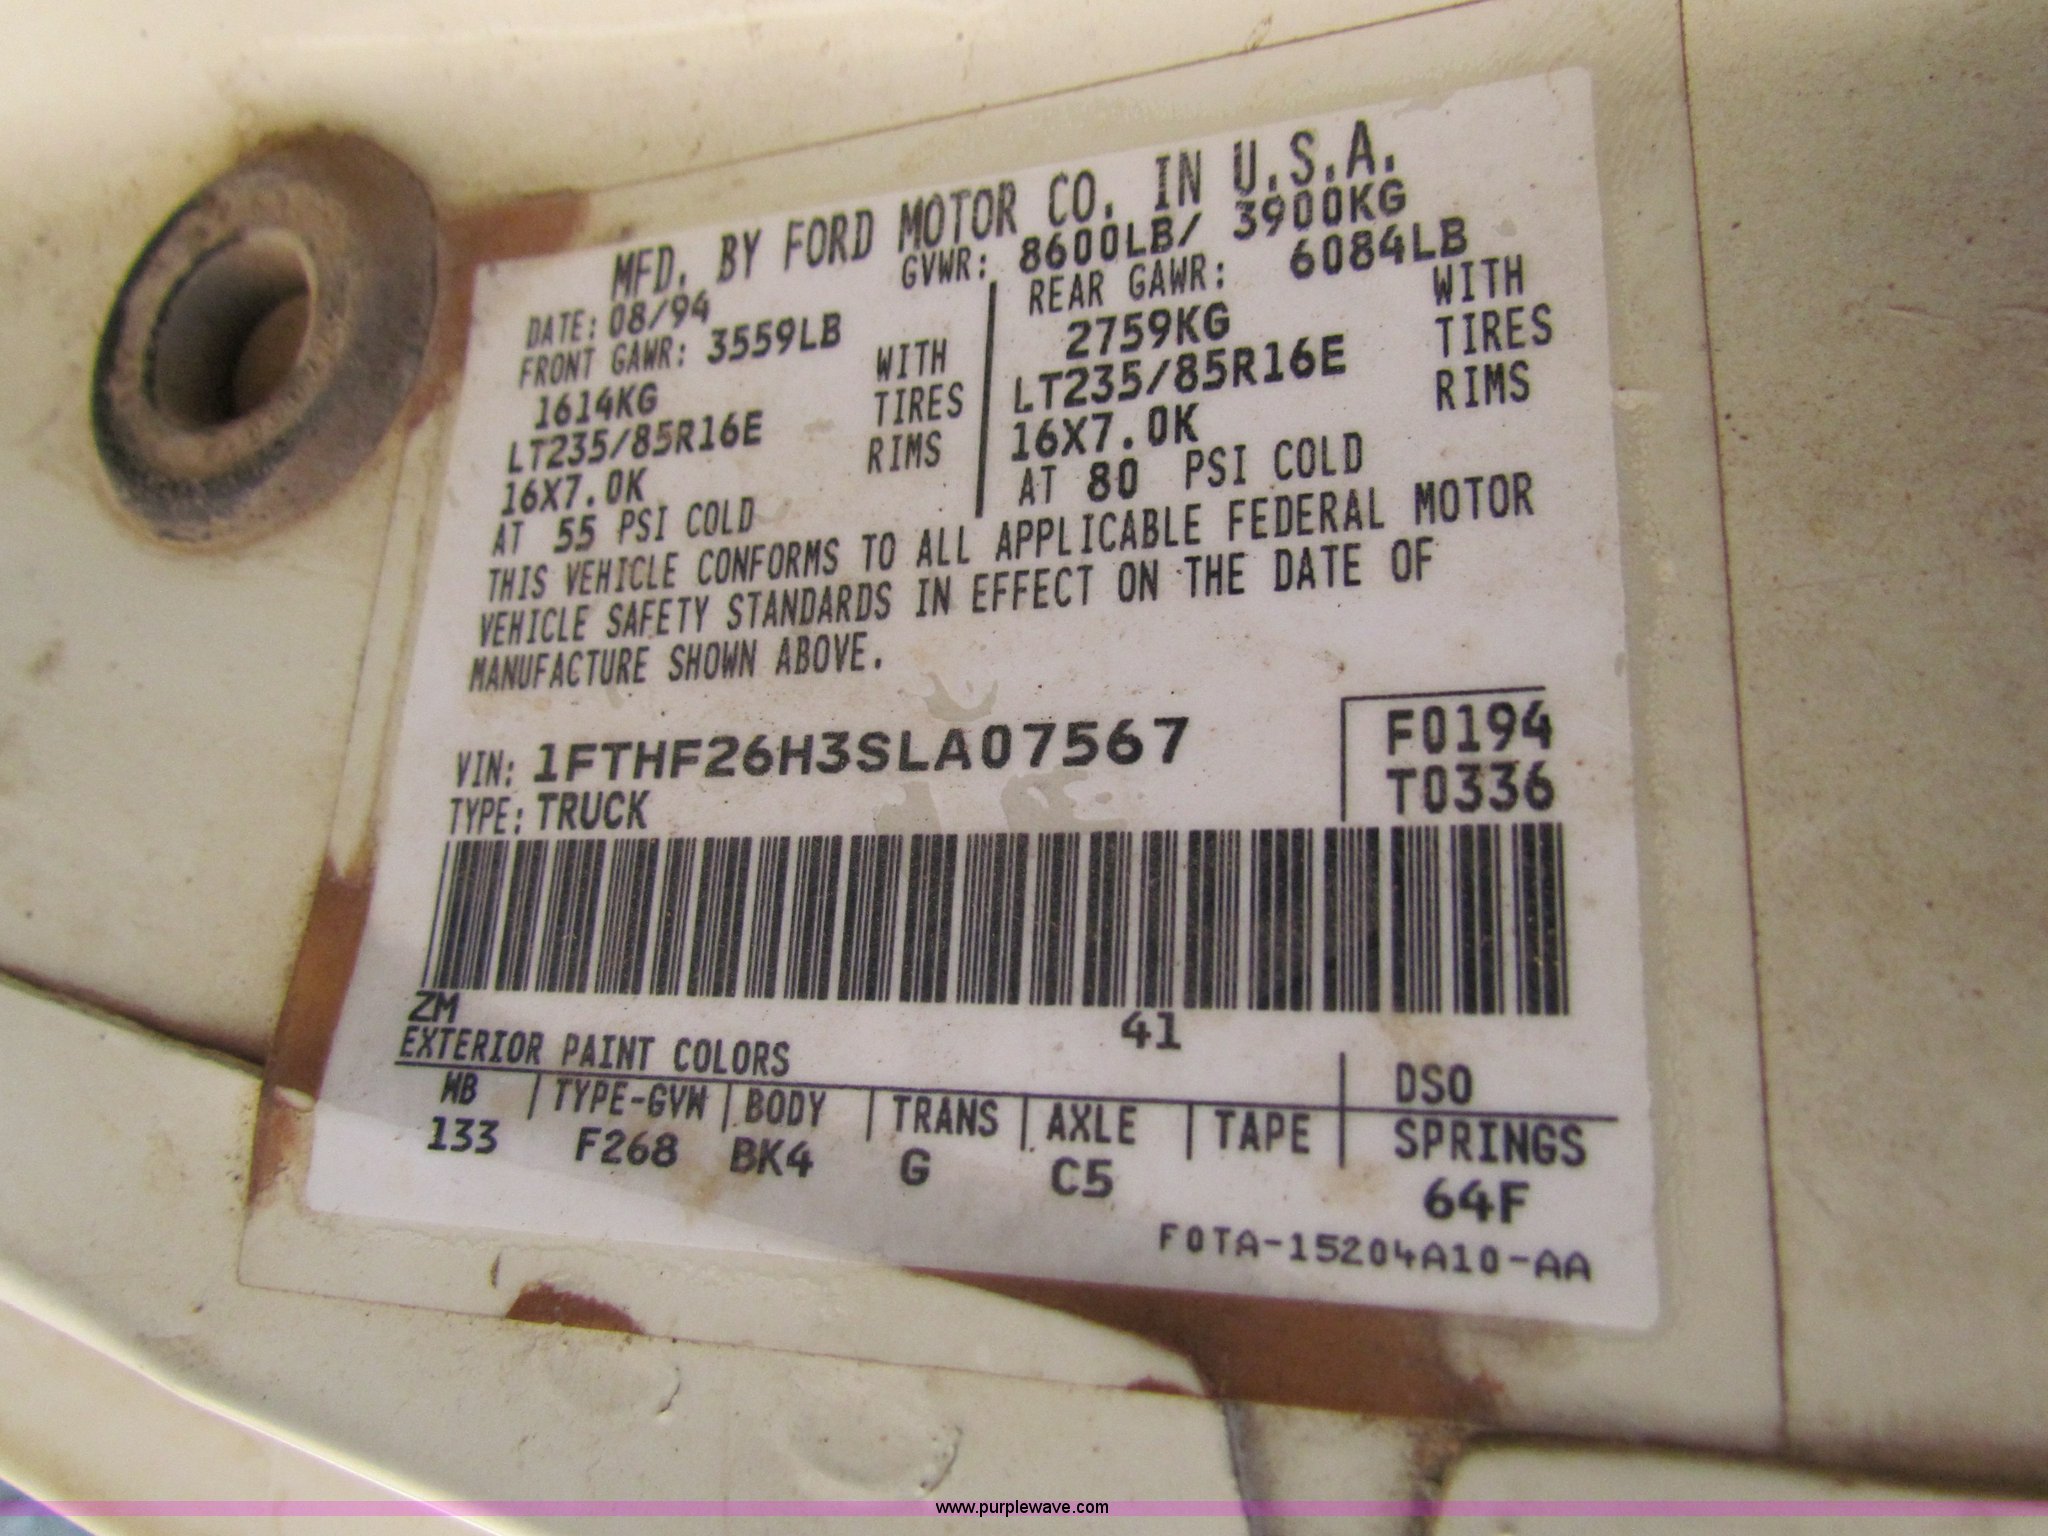 MFD. BY FORD MOTOR CO. IN U.S.A.
DATE: 08/94 GVWR: 8600LB/ 3900KG
FRONT GAWR: 3559LB REAR GAWR: 6084LB
1614KG WITH 2759KG WITH
LT235/85R16E TIRES LT235/85R16E TIRES
16X7.0K RIMS 16X7.0K RIMS
AT 55 PSI COLD AT 80 PSI COLD
THIS VEHICLE CONFORMS TO ALL APPLICABLE FEDERAL MOTOR
VEHICLE SAFETY STANDARDS IN EFFECT ON THE DATE OF
MANUFACTURE SHOWN ABOVE.
F0194
VIN: 1FTHF26H3SLA07567
T0336
TYPE: TRUCK
ZM 41
EXTERIOR PAINT COLORS DSO
WB TYPE-GVW BODY TRANS AXLE TAPE SPRINGS
133 F268 BK4 G C5 64F
F0TA-15204A10-AA
www.purplewave.com